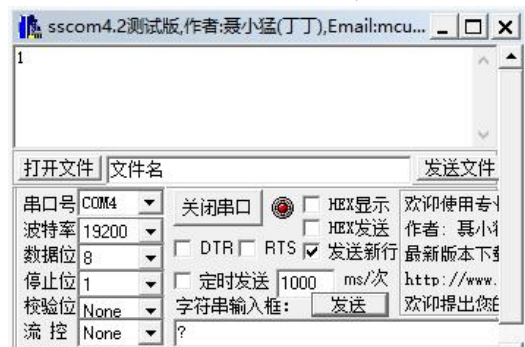 sscom4.2测试版,作者:聂小猛(丁丁),Email:mcu...
1
打开文件 文件名 发送文件
串口号 COM4 关闭串口 HEX显示 欢迎使用专
波特率 19200 HEX发送 作者：聂小
数据位 8 DTR RTS 发送新行 最新版本下
停止位 1 定时发送 1000 ms/次 http://www.
校验位 None 字符串输入框： 发送 欢迎提出您
流 控 None ?